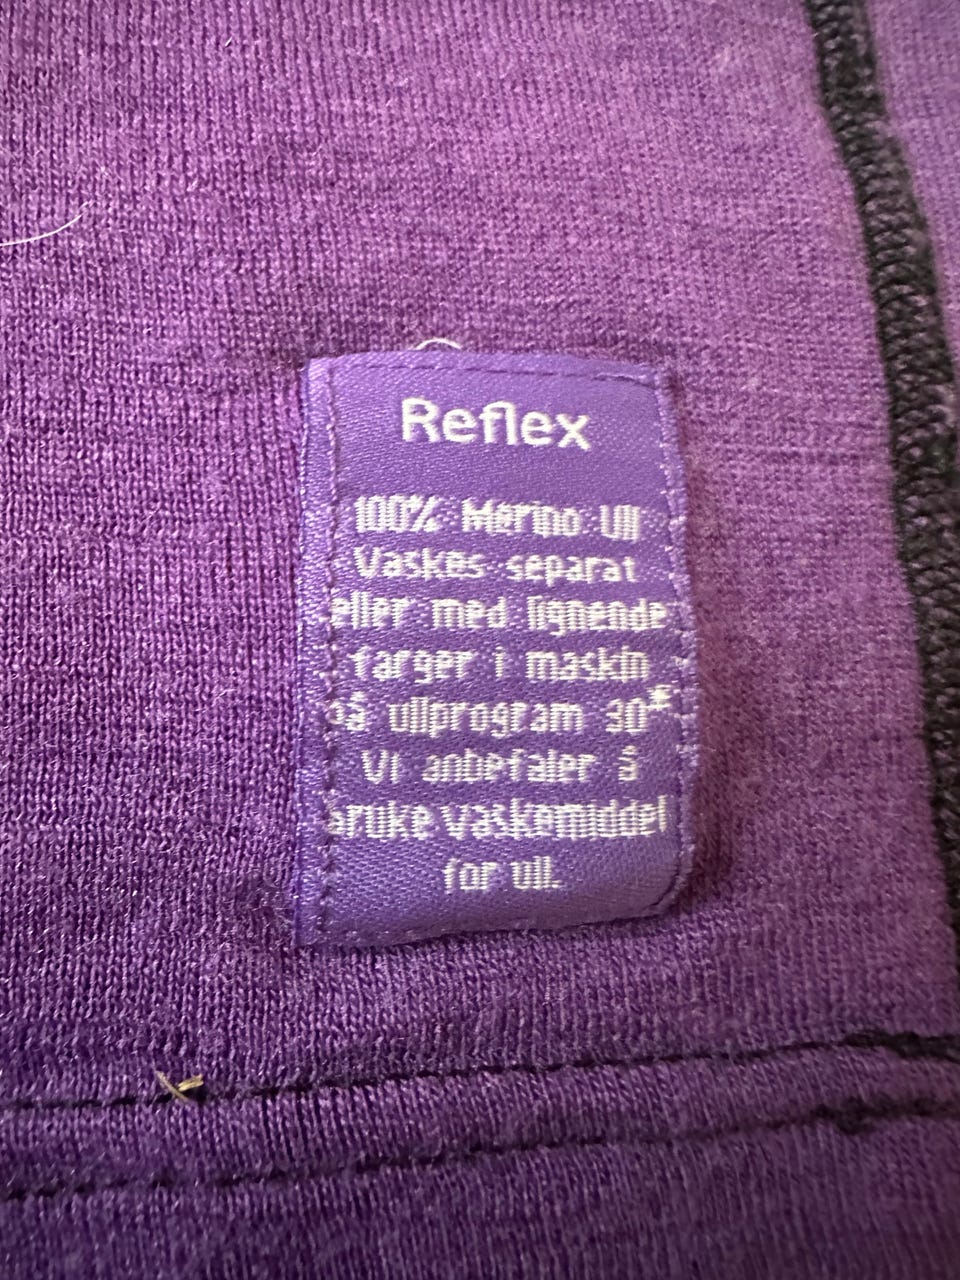 Reflex
100% Merino Ull
Vaskes separat
eller med lignende
farger i maskin
på ullprogram 30°
Vi anbefaler å
bruke vaskemiddel
for ull.